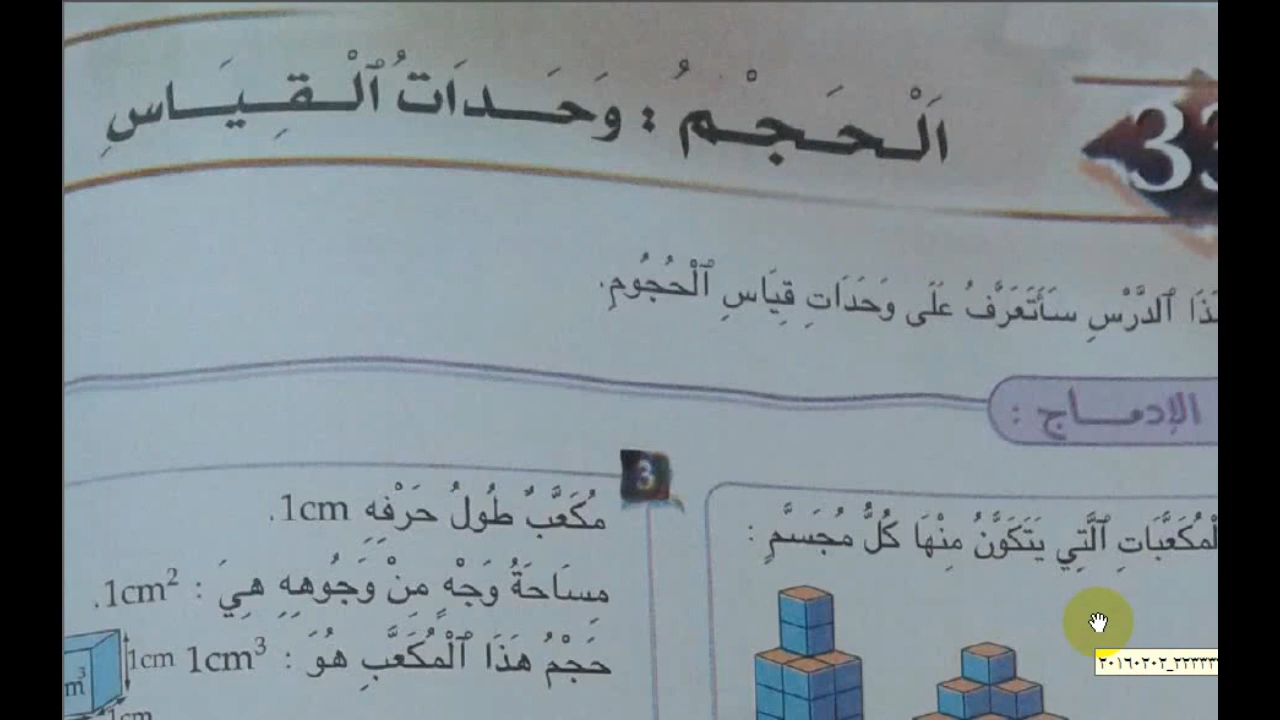 33
اَلْحَجْمُ : وَحَدَاتُ ٱلْقِيَاسِ
ٱلدَّرْسِ سَأَتَعَرَّفُ عَلَى وَحَدَاتِ قِيَاسِ ٱلْحُجُومِ.
الإدماج :
ٱلَّتِي يَتَكَوَّنُ مِنْهَا كُلُّ مُجَسَّمٍ :
3
مُكَعَّبٌ طُولُ حَرْفِهِ 1cm.
مِسَاحَةُ وَجْهٍ مِنْ وَجُوهِهِ هِيَ : 1cm².
حَجْمُ هَذَا ٱلْمُكَعَّبِ هُوَ : 1cm³
1cm
1cm